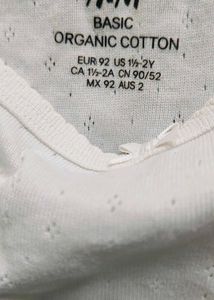 H&M
BASIC
ORGANIC COTTON
EUR 92 US 1½-2Y
CA 1½-2A CN 90/52
MX 92 AUS 2